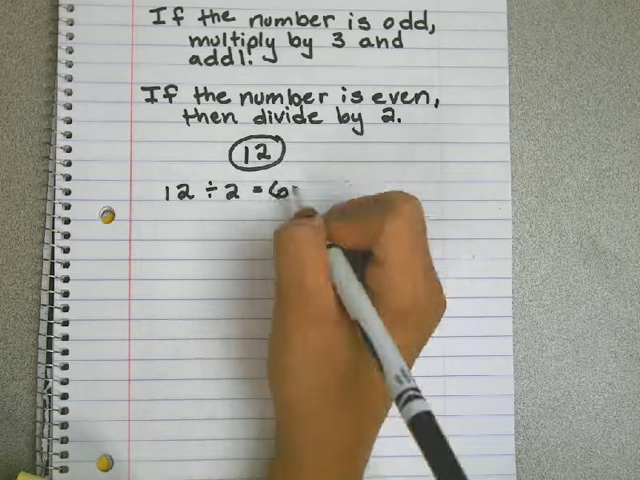 If the number is odd,
multiply by 3 and
add 1.
If the number is even,
then divide by 2.
12
12 ÷ 2 = 6